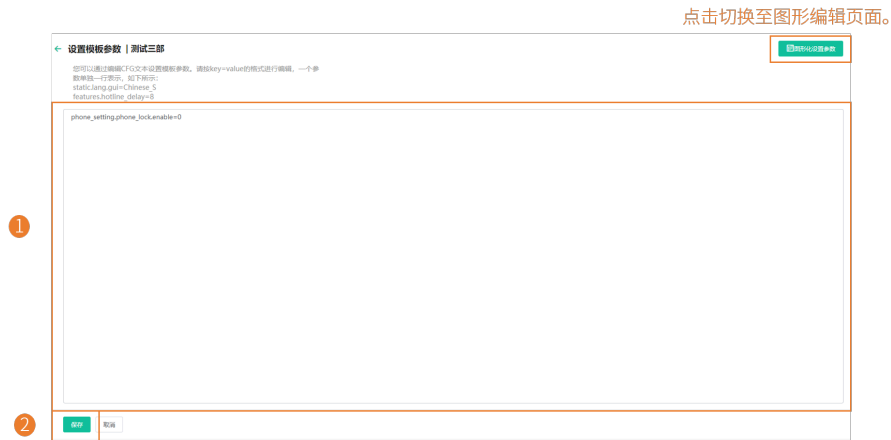 点击切换至图形编辑页面。
← 设置模板参数 | 测试三部
图形化设置参数
您可以通过编辑CFG文本设置模板参数。请按key=value的格式进行编辑，一个参
数单独一行表示，如下所示：
static.lang.gui=Chinese_S
features.hotline_delay=8
phone_setting.phone_lock.enable=0
1
2
保存
取消